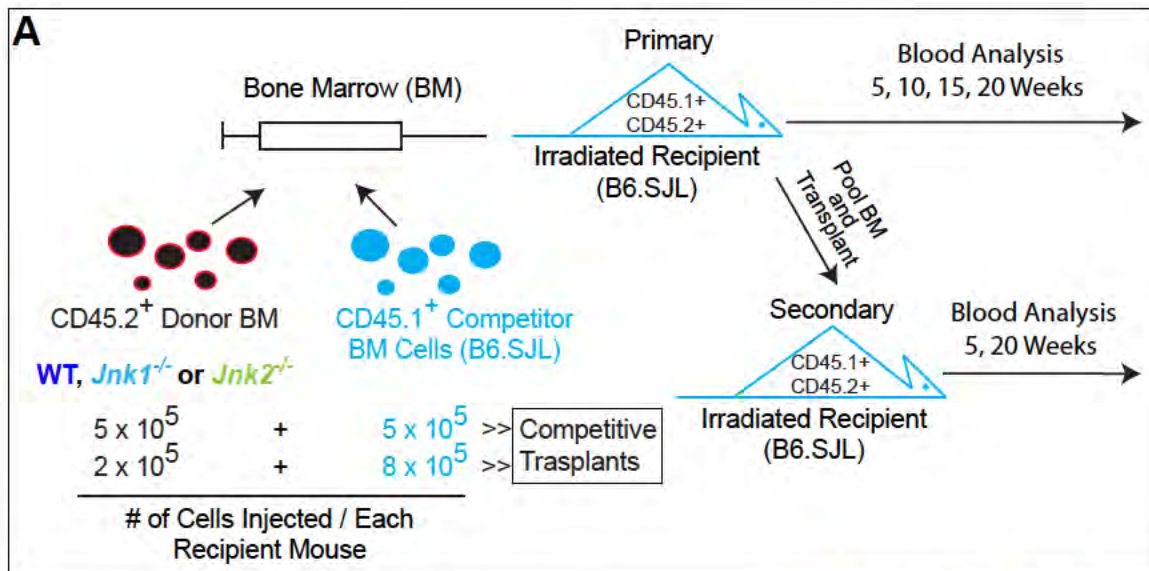 A
Bone Marrow (BM)
CD45.2+ Donor BM
CD45.1+ Competitor
BM Cells (B6.SJL)
WT, Jnk1-/- or Jnk2-/-
5 x 10^5 + 5 x 10^5 >>
2 x 10^5 + 8 x 10^5 >>
Competitive
Trasplants
# of Cells Injected / Each
Recipient Mouse
Primary
CD45.1+
CD45.2+
Irradiated Recipient
(B6.SJL)
Blood Analysis
5, 10, 15, 20 Weeks
Pool BM
and
Transplant
Secondary
CD45.1+
CD45.2+
Irradiated Recipient
(B6.SJL)
Blood Analysis
5, 20 Weeks